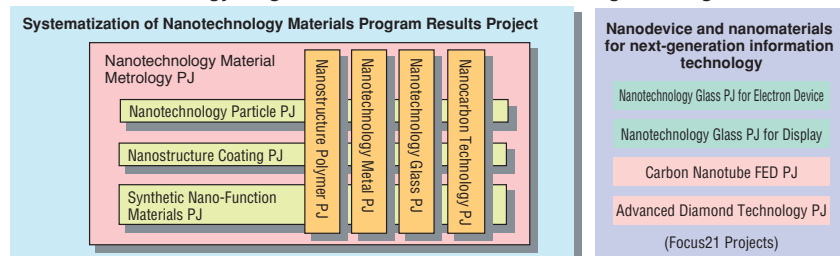 Systematization of Nanotechnology Materials Program Results Project
Nanotechnology Material
Metrology PJ
Nanotechnology Particle PJ
Nanostructure Coating PJ
Synthetic Nano-Function
Materials PJ
Nanostructure Polymer PJ
Nanotechnology Metal PJ
Nanotechnology Glass PJ
Nanocarbon Technology PJ
Nanodevice and nanomaterials
for next-generation information
technology
Nanotechnology Glass PJ for Electron Device
Nanotechnology Glass PJ for Display
Carbon Nanotube FED PJ
Advanced Diamond Technology PJ
(Focus21 Projects)